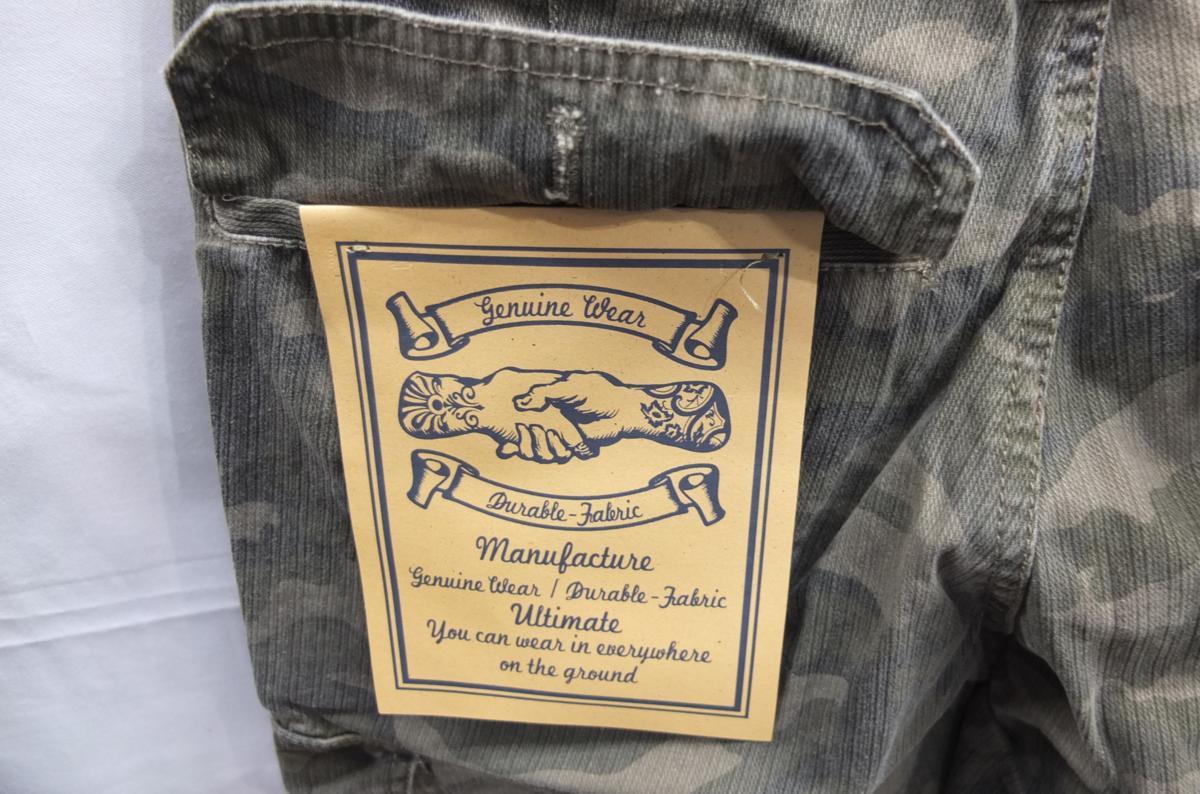 Genuine Wear
Durable-Fabric
Manufacture
Genuine Wear / Durable-Fabric
Ultimate
You can wear in everywhere
on the ground